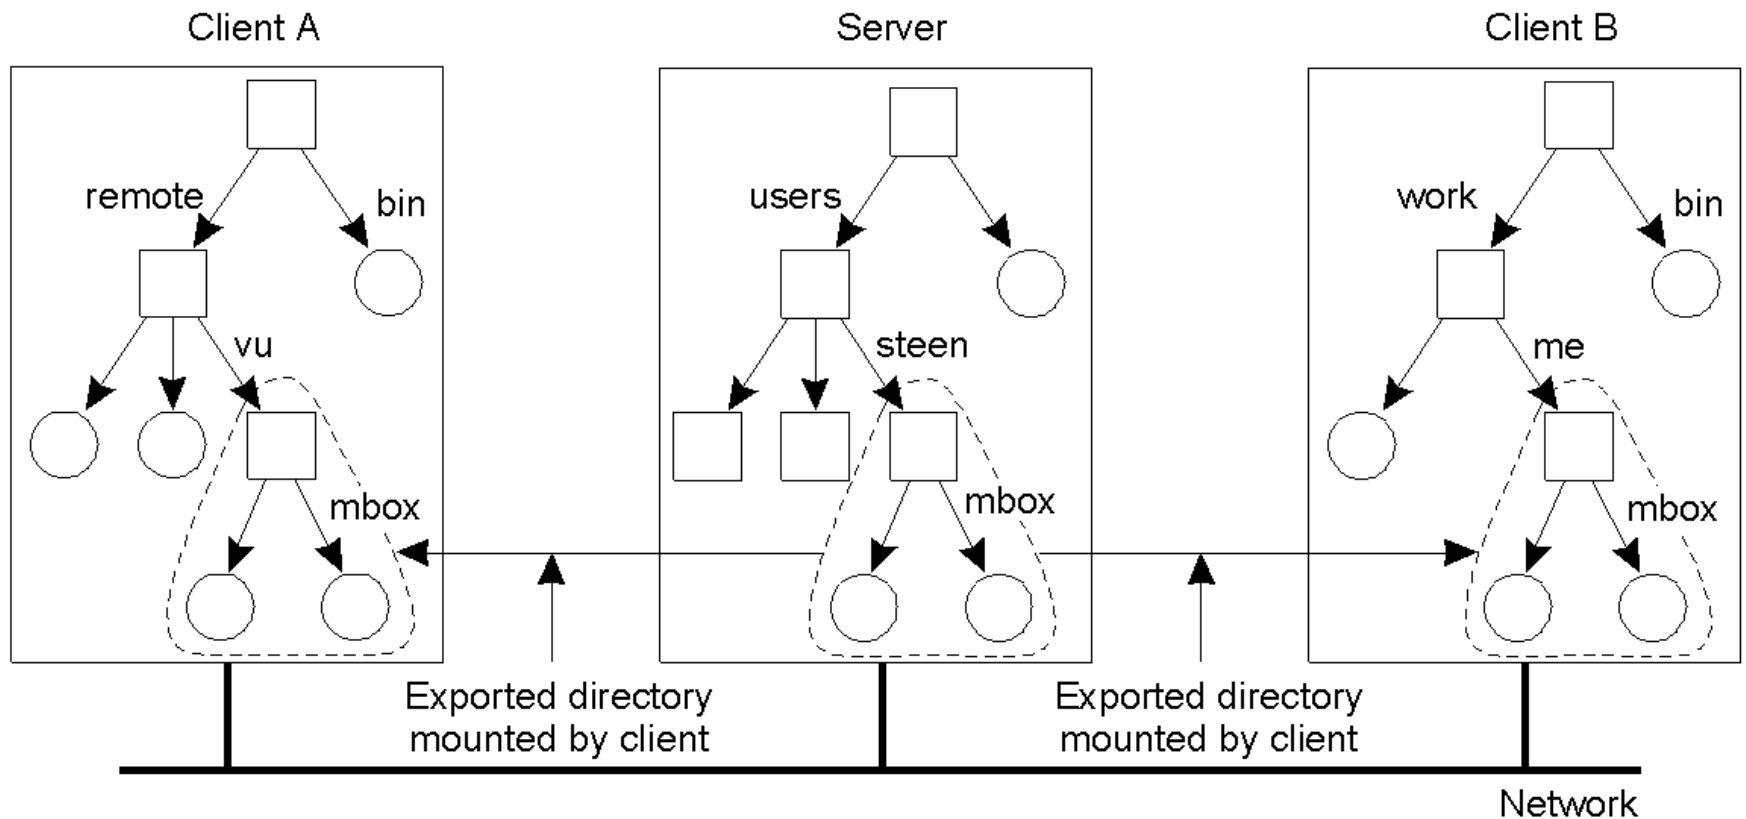 Client A
Server
Client B
remote
bin
users
work
bin
vu
steen
me
mbox
mbox
mbox
Exported directory
mounted by client
Exported directory
mounted by client
Network